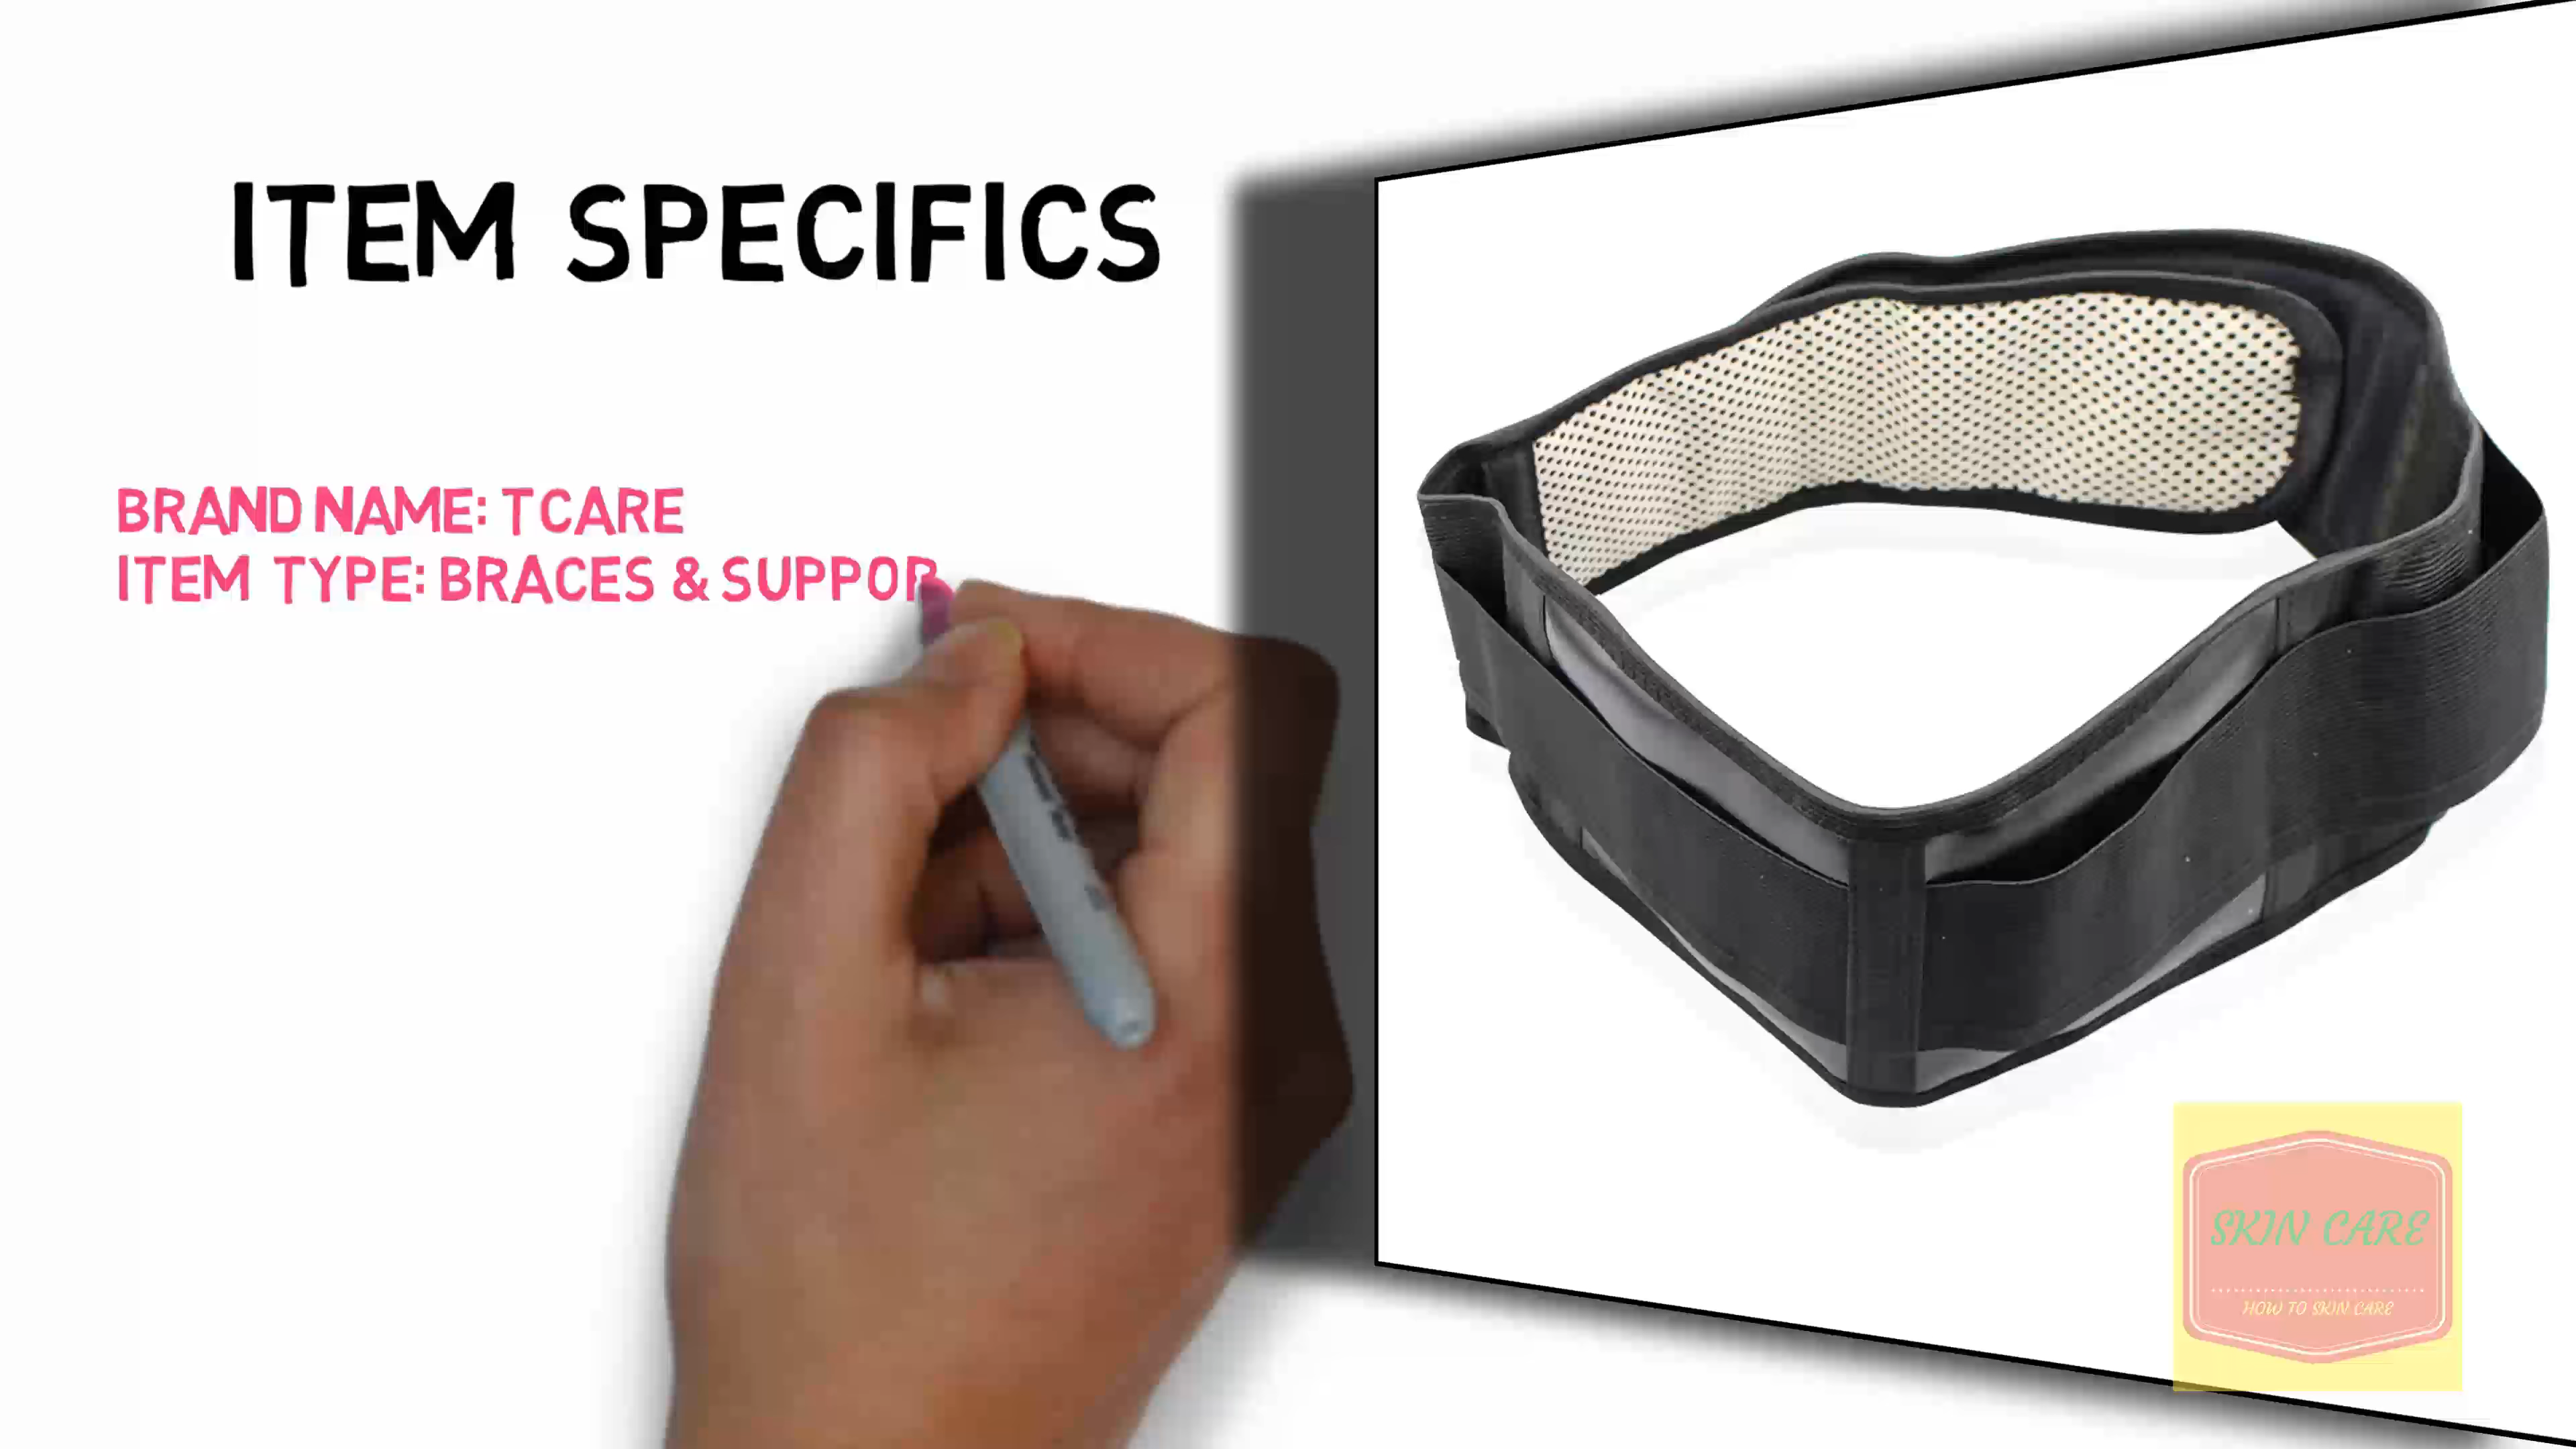 ITEM SPECIFICS
BRAND NAME: TCARE
ITEM TYPE: BRACES & SUPPOR
SKIN CARE
HOW TO SKIN CARE